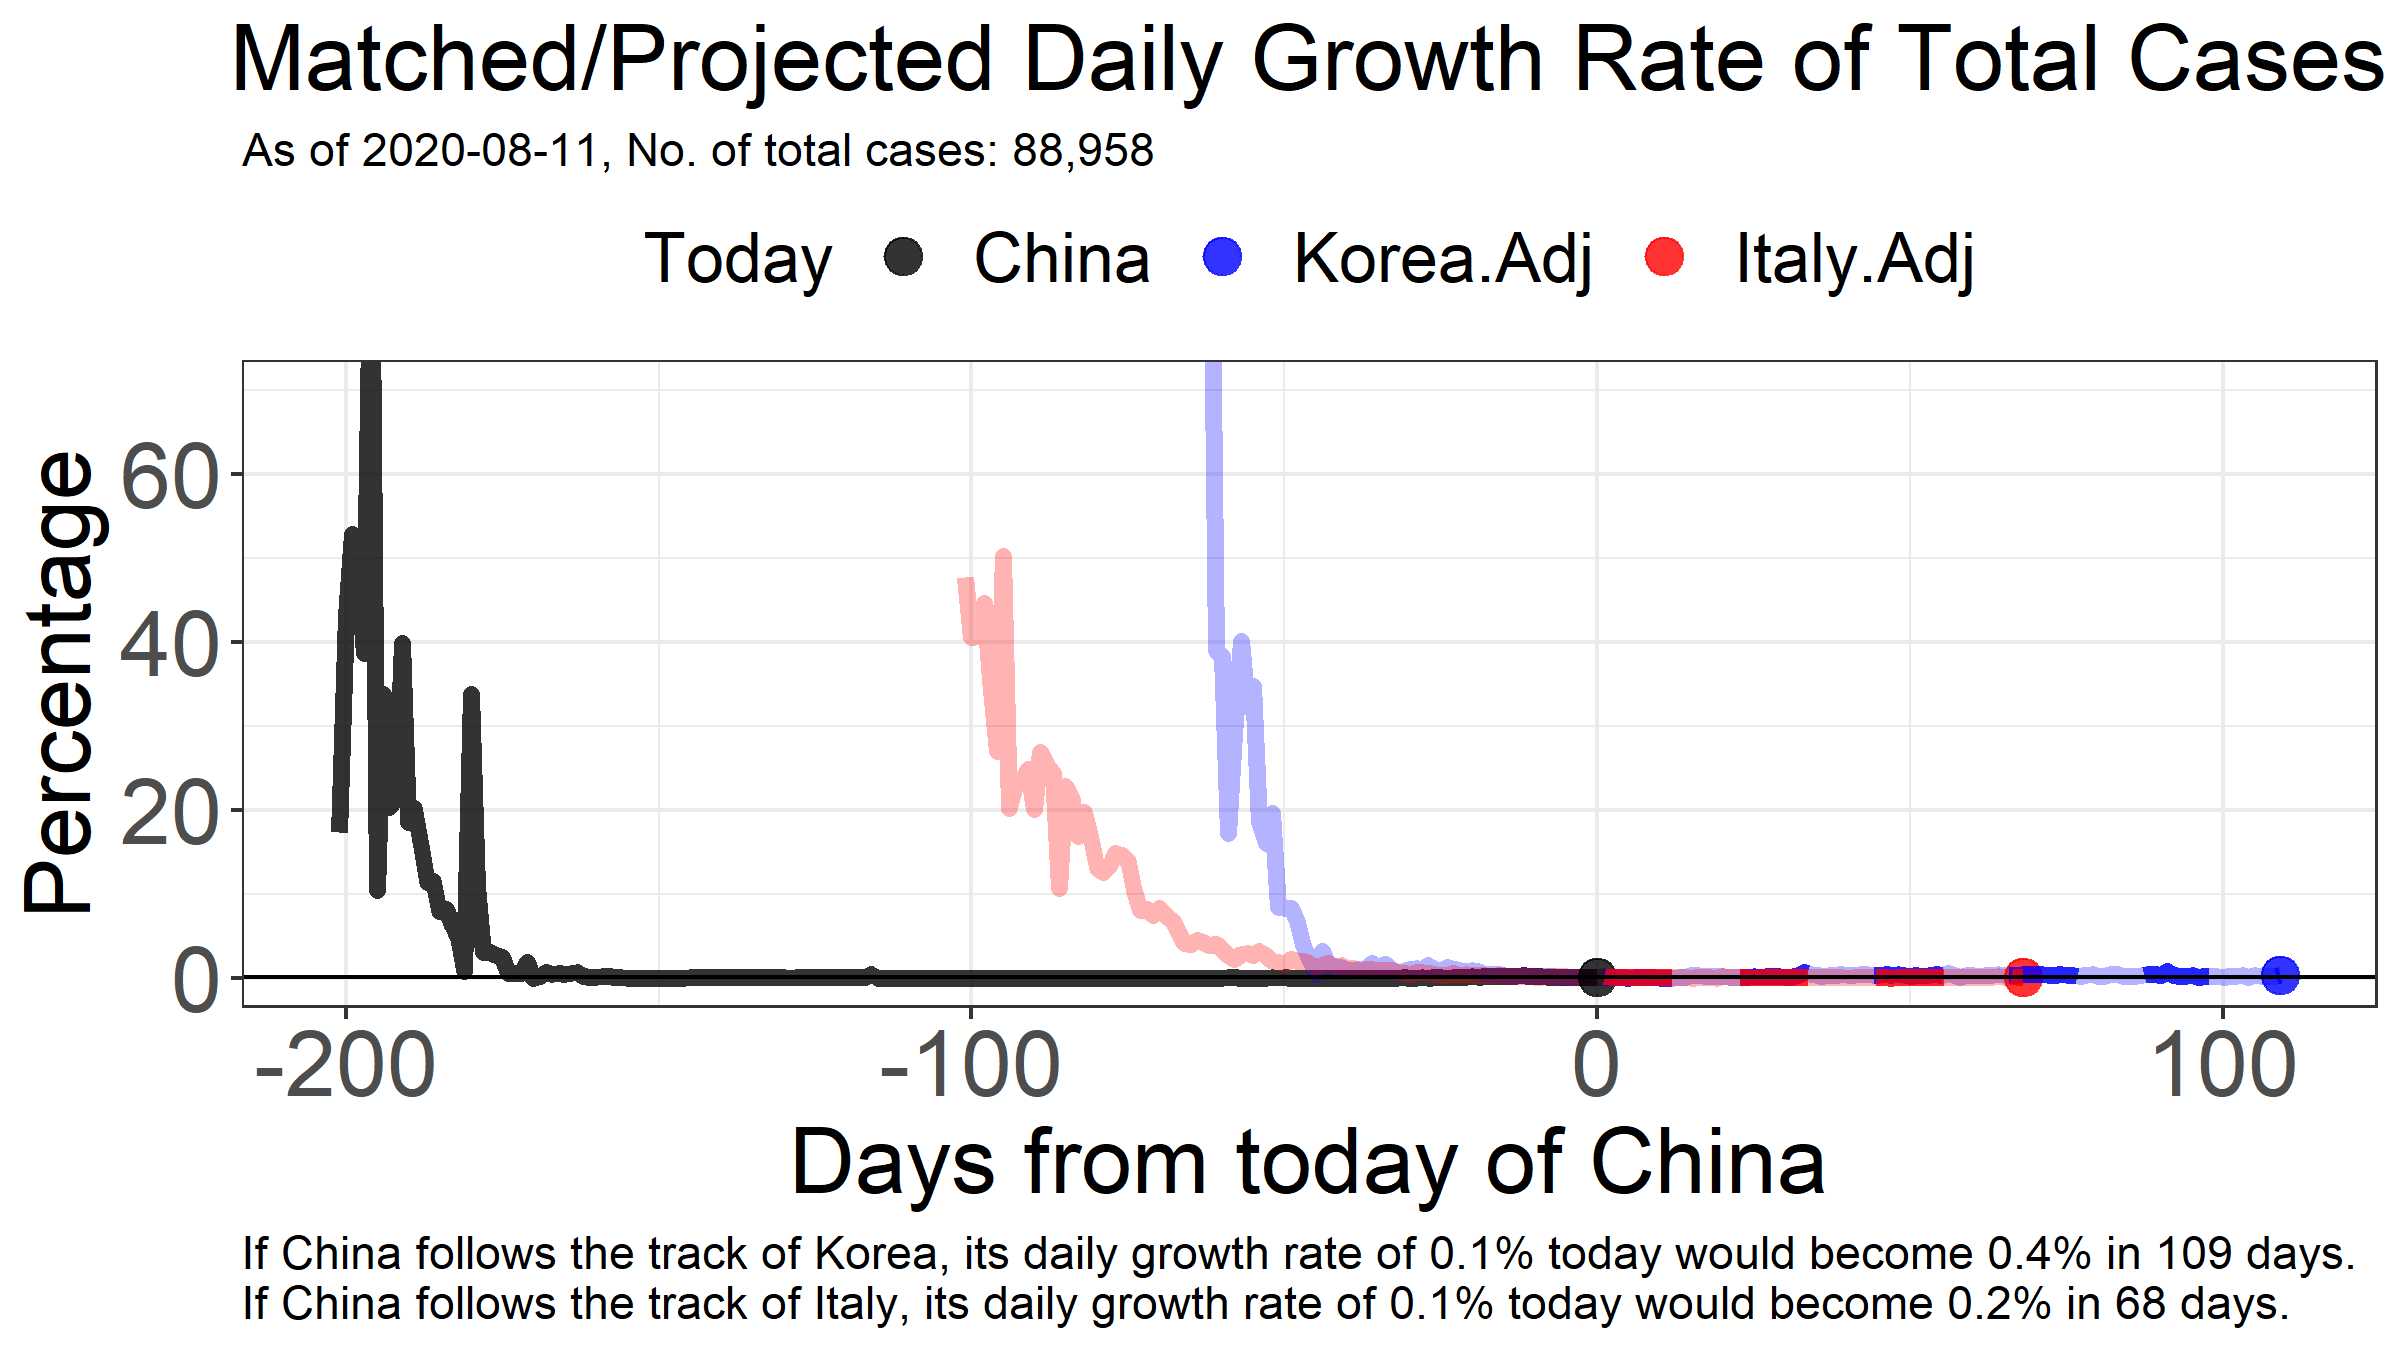 Matched/Projected Daily Growth Rate of Total Cases
As of 2020-08-11, No. of total cases: 88,958
Today China Korea.Adj Italy.Adj
Percentage
60
40
20
0
-200 -100 0 100
Days from today of China
If China follows the track of Korea, its daily growth rate of 0.1% today would become 0.4% in 109 days.
If China follows the track of Italy, its daily growth rate of 0.1% today would become 0.2% in 68 days.